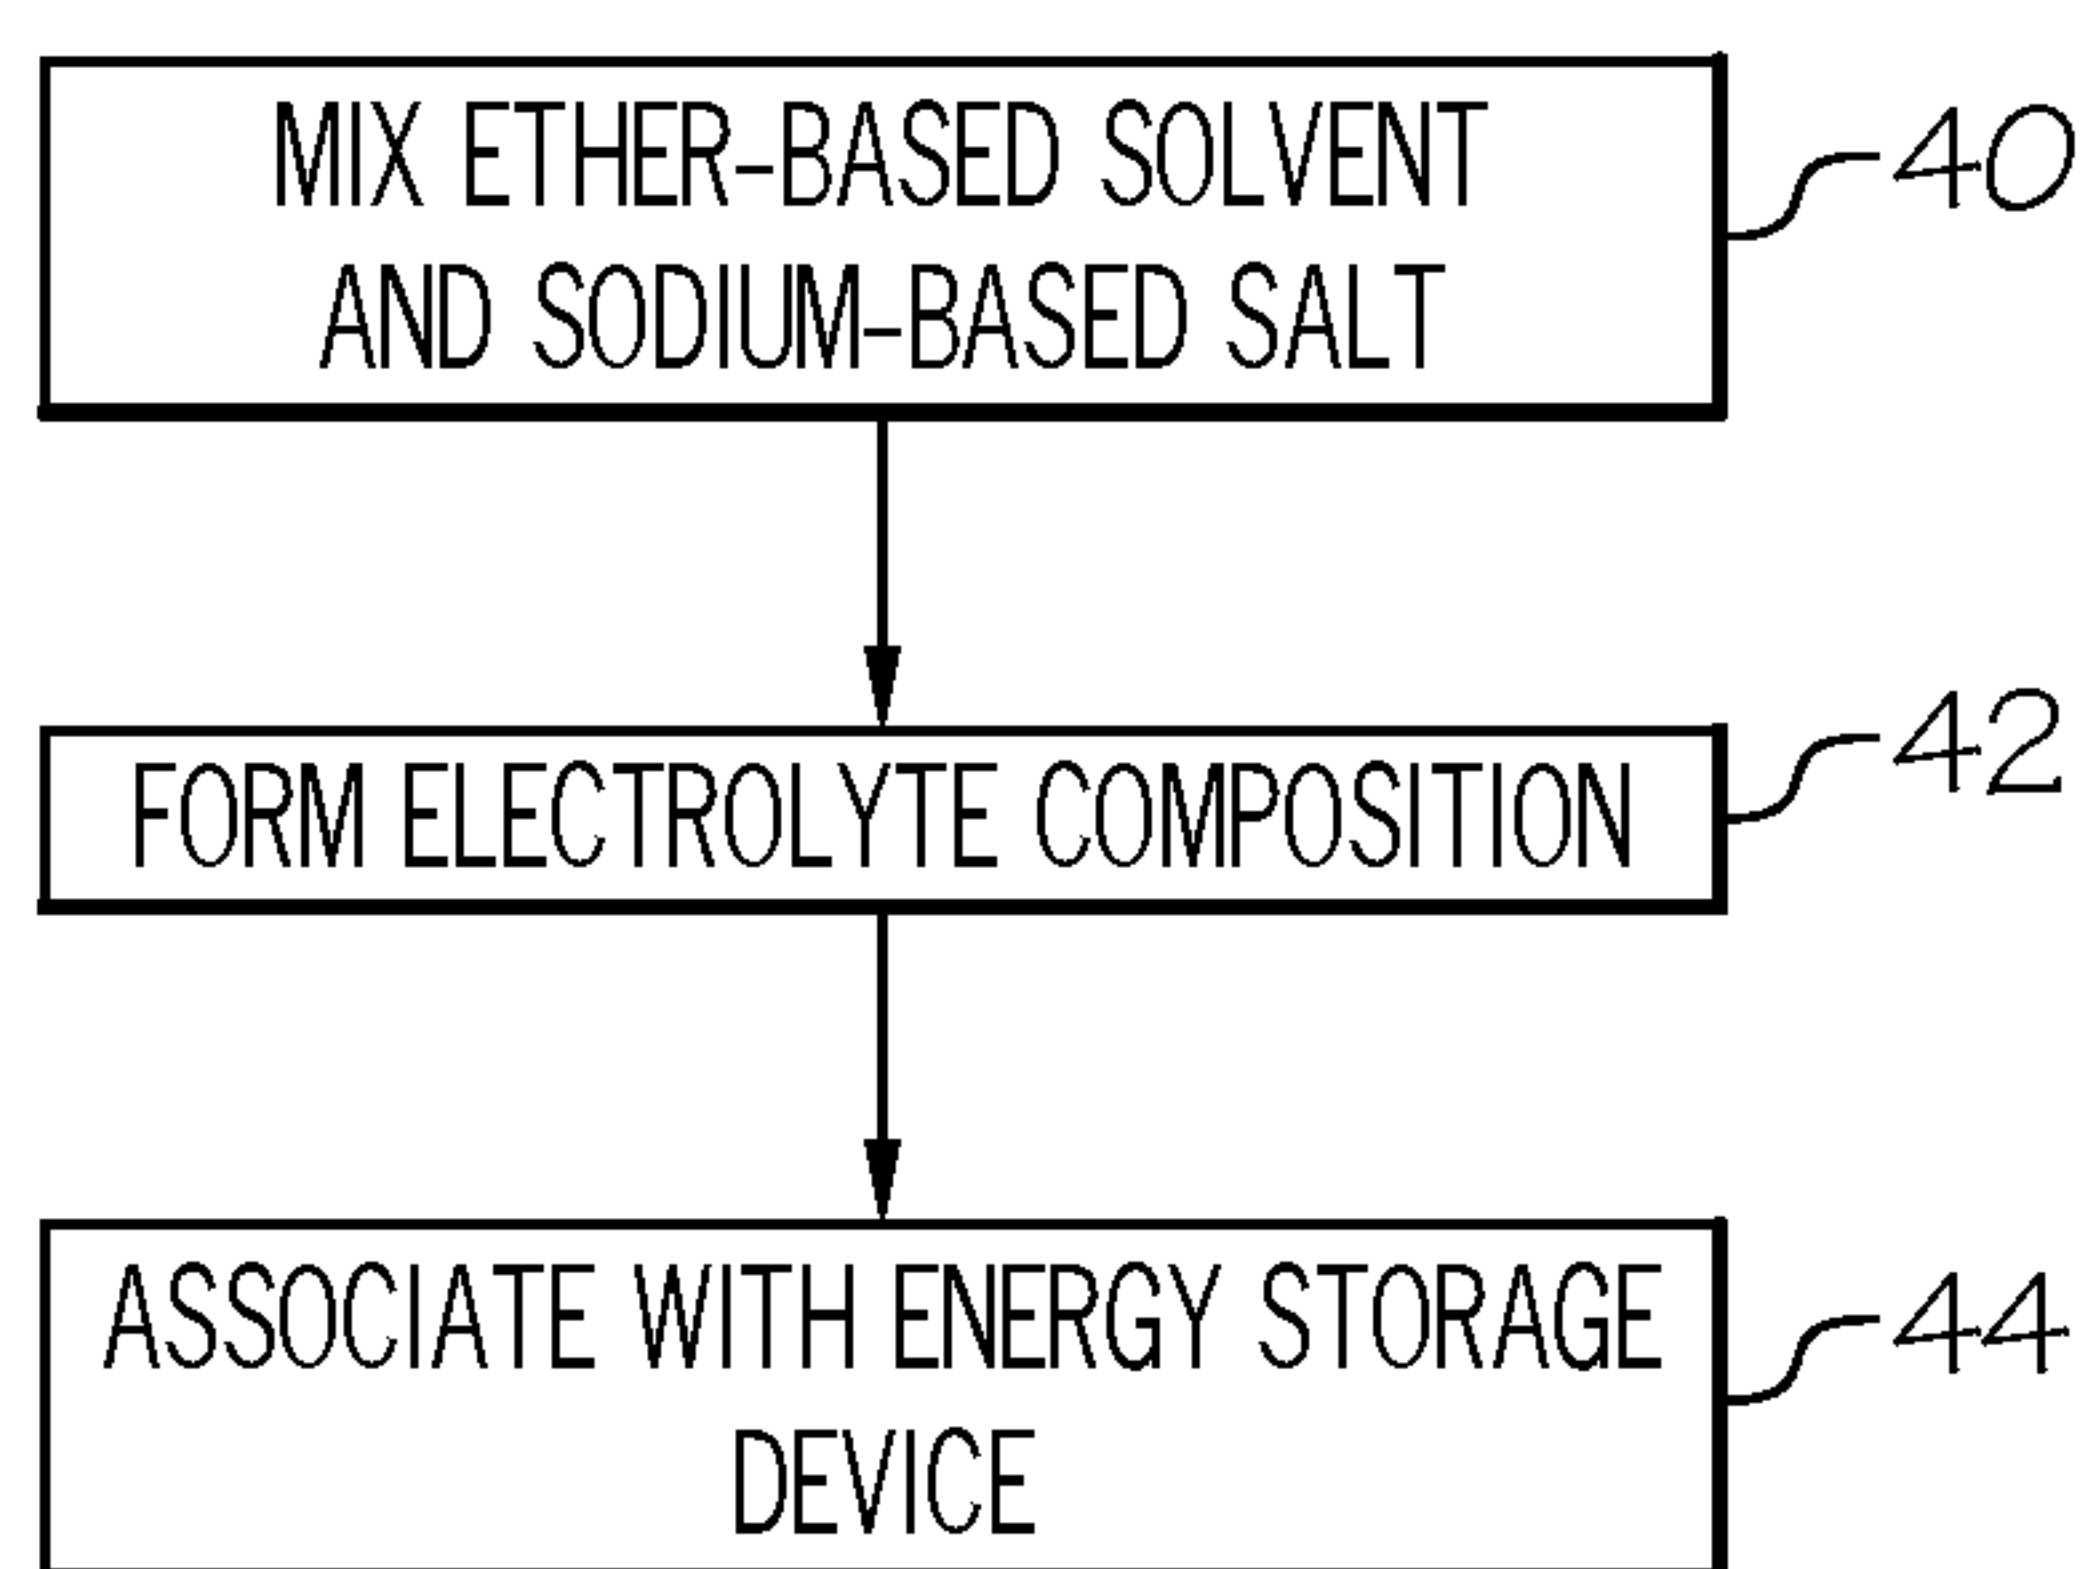 MIX ETHER-BASED SOLVENT
AND SODIUM-BASED SALT
40
FORM ELECTROLYTE COMPOSITION
42
ASSOCIATE WITH ENERGY STORAGE
DEVICE
44